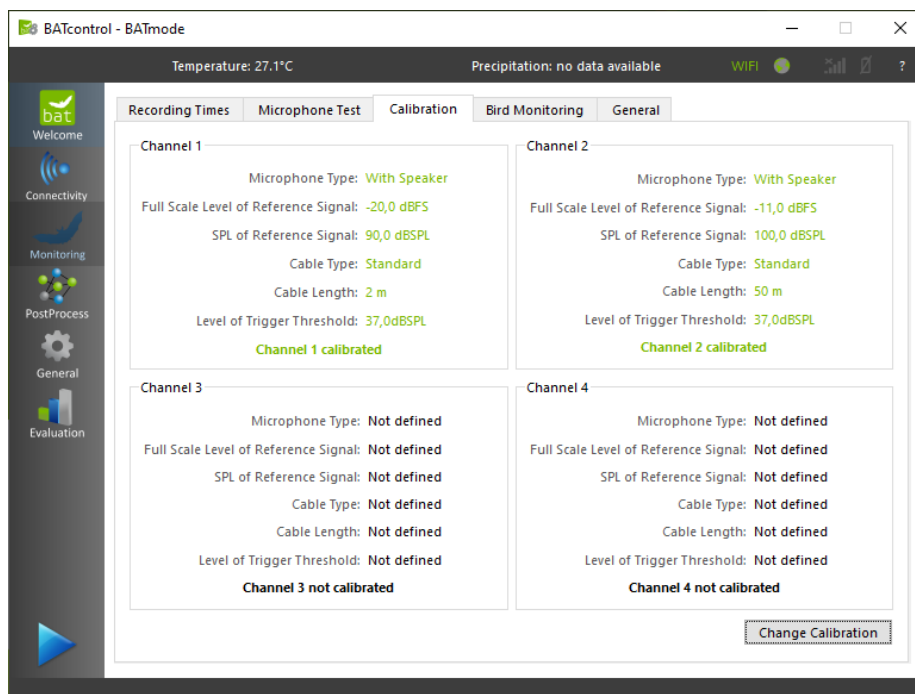 BATcontrol - BATmode
Temperature: 27.1°C Precipitation: no data available WIFI ?
bat
Welcome
Connectivity
Monitoring
PostProcess
General
Evaluation
Recording Times Microphone Test Calibration Bird Monitoring General
Channel 1
Microphone Type: With Speaker
Full Scale Level of Reference Signal: -20,0 dBFS
SPL of Reference Signal: 90,0 dBSPL
Cable Type: Standard
Cable Length: 2 m
Level of Trigger Threshold: 37,0dBSPL
Channel 1 calibrated
Channel 2
Microphone Type: With Speaker
Full Scale Level of Reference Signal: -11,0 dBFS
SPL of Reference Signal: 100,0 dBSPL
Cable Type: Standard
Cable Length: 50 m
Level of Trigger Threshold: 37,0dBSPL
Channel 2 calibrated
Channel 3
Microphone Type: Not defined
Full Scale Level of Reference Signal: Not defined
SPL of Reference Signal: Not defined
Cable Type: Not defined
Cable Length: Not defined
Level of Trigger Threshold: Not defined
Channel 3 not calibrated
Channel 4
Microphone Type: Not defined
Full Scale Level of Reference Signal: Not defined
SPL of Reference Signal: Not defined
Cable Type: Not defined
Cable Length: Not defined
Level of Trigger Threshold: Not defined
Channel 4 not calibrated
Change Calibration